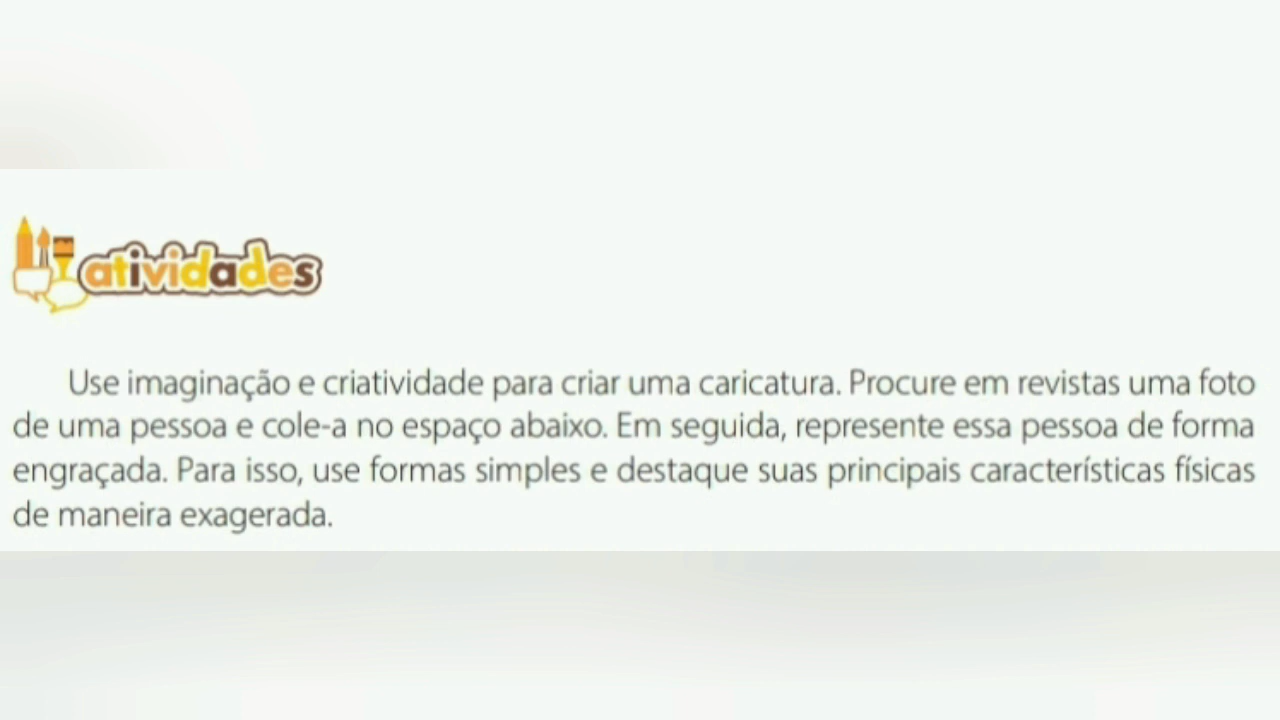 atividades
Use imaginação e criatividade para criar uma caricatura. Procure em revistas uma foto
de uma pessoa e cole-a no espaço abaixo. Em seguida, represente essa pessoa de forma
engraçada. Para isso, use formas simples e destaque suas principais características físicas
de maneira exagerada.